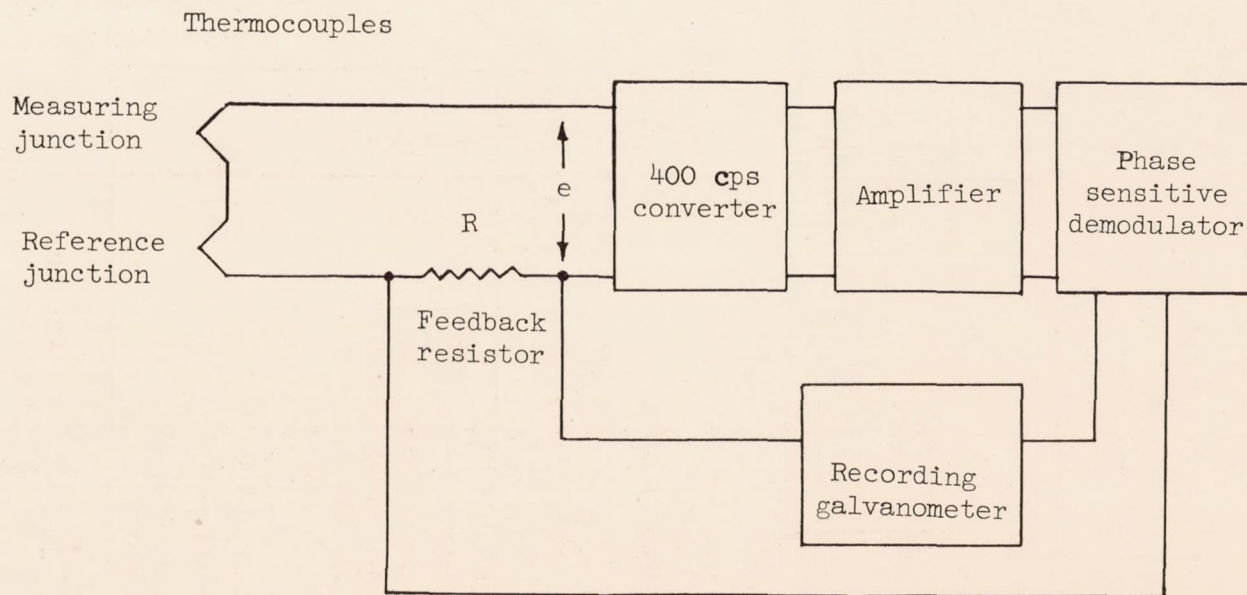 Thermocouples
Measuring
junction
Reference
junction
R
e
Feedback
resistor
400 cps
converter
Amplifier
Phase
sensitive
demodulator
Recording
galvanometer